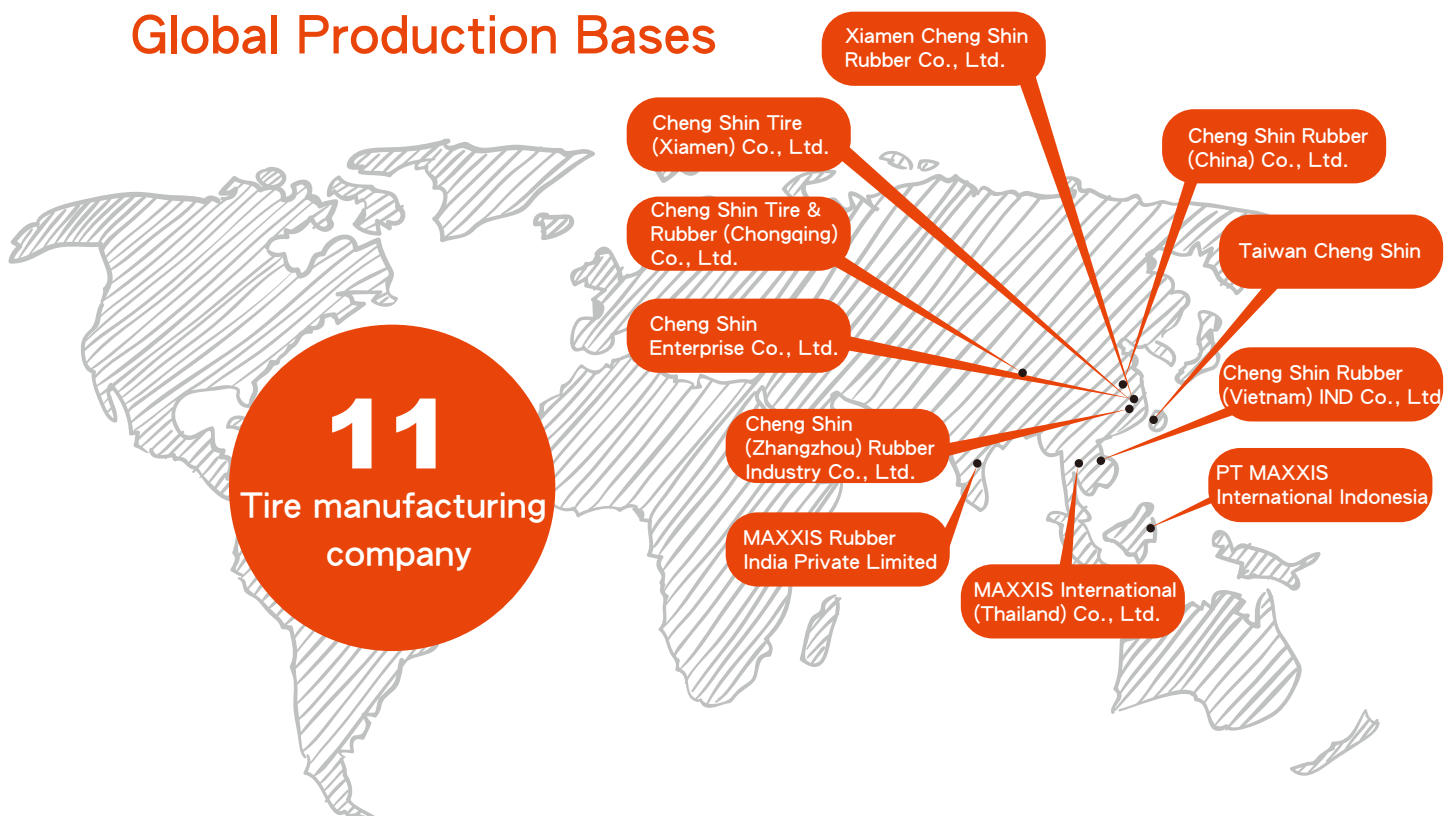 Global Production Bases
Xiamen Cheng Shin
Rubber Co., Ltd.
Cheng Shin Tire
(Xiamen) Co., Ltd.
Cheng Shin Rubber
(China) Co., Ltd.
Cheng Shin Tire &
Rubber (Chongqing)
Co., Ltd.
Taiwan Cheng Shin
Cheng Shin
Enterprise Co., Ltd.
Cheng Shin Rubber
(Vietnam) IND Co., Ltd
11
Tire manufacturing
company
Cheng Shin
(Zhangzhou) Rubber
Industry Co., Ltd.
PT MAXXIS
International Indonesia
MAXXIS Rubber
India Private Limited
MAXXIS International
(Thailand) Co., Ltd.